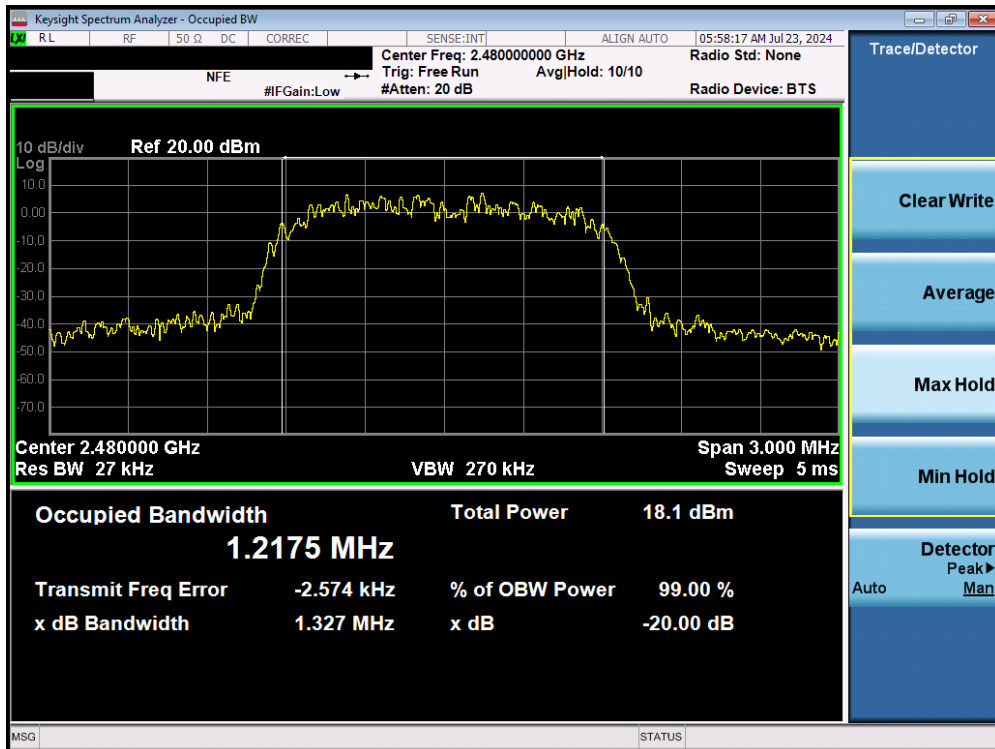 Keysight Spectrum Analyzer - Occupied BW
LXI RL RF 50 Ω DC CORREC SENSE:INT ALIGN AUTO 05:58:17 AM Jul 23, 2024
Center Freq: 2.480000000 GHz Radio Std: None
NFE Trig: Free Run Avg|Hold: 10/10
#IFGain:Low #Atten: 20 dB Radio Device: BTS
10 dB/div Ref 20.00 dBm
Log
10.0
0.00
-10.0
-20.0
-30.0
-40.0
-50.0
-60.0
-70.0
Center 2.480000 GHz Span 3.000 MHz
Res BW 27 kHz VBW 270 kHz Sweep 5 ms
Occupied Bandwidth Total Power 18.1 dBm
1.2175 MHz
Transmit Freq Error -2.574 kHz % of OBW Power 99.00 %
x dB Bandwidth 1.327 MHz x dB -20.00 dB
MSG STATUS
Trace/Detector
Clear Write
Average
Max Hold
Min Hold
Detector
Peak▶
Auto Man